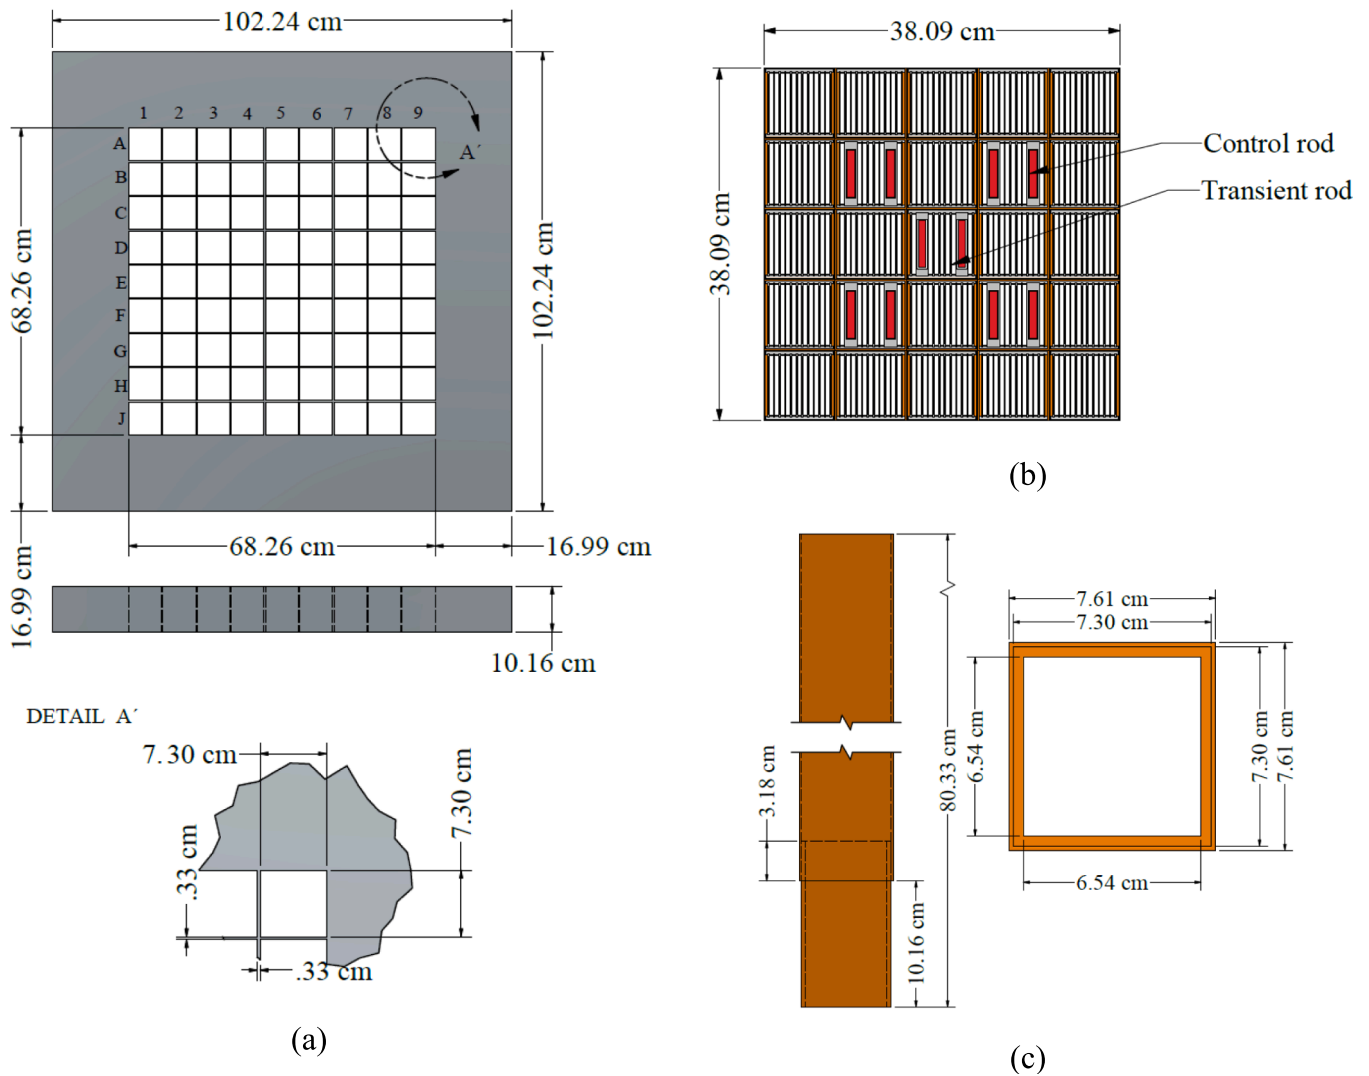 102.24 cm
1 2 3 4 5 6 7 8 9
A
B
C
D
E
F
G
H
J
A´
68.26 cm
102.24 cm
68.26 cm
16.99 cm
16.99 cm
10.16 cm
DETAIL A´
7.30 cm
7.30 cm
.33 cm
.33 cm
(a)
38.09 cm
38.09 cm
Control rod
Transient rod
(b)
3.18 cm
80.33 cm
10.16 cm
7.61 cm
7.30 cm
6.54 cm
7.30 cm
7.61 cm
6.54 cm
(c)